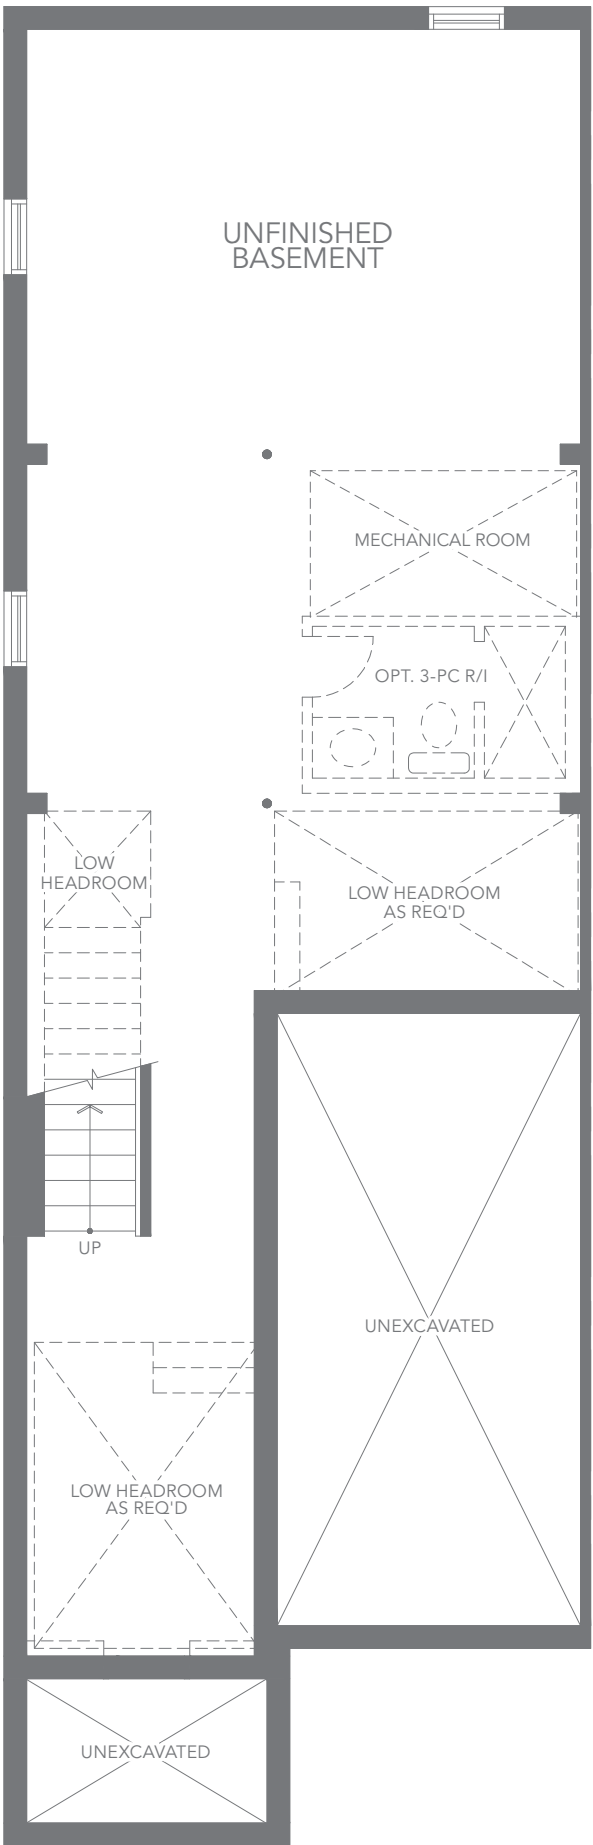 UNFINISHED
BASEMENT
MECHANICAL ROOM
OPT. 3-PC R/I
LOW
HEADROOM
LOW HEADROOM
AS REQ'D
UP
UNEXCAVATED
LOW HEADROOM
AS REQ'D
UNEXCAVATED